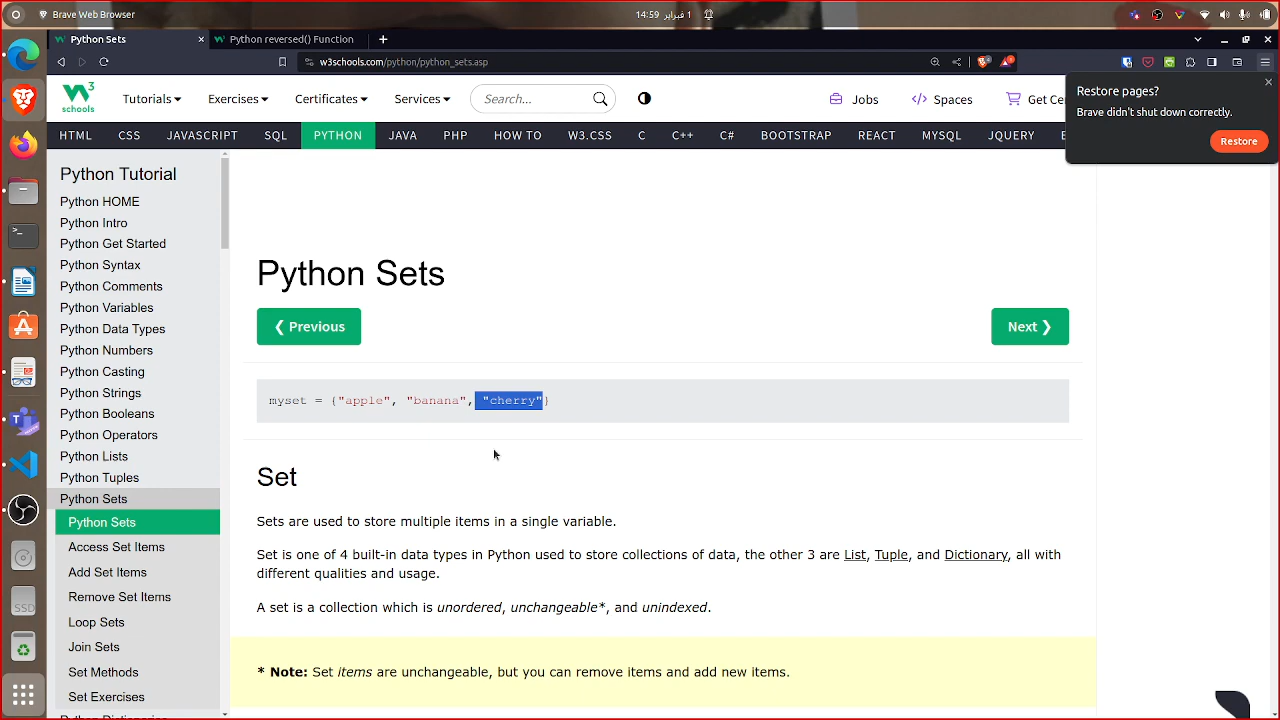 Brave Web Browser
1 فبراير 14:59
Python Sets
Python reversed() Function
w3schools.com/python/python_sets.asp
W3 schools
Tutorials
Exercises
Certificates
Services
Search...
Jobs
Spaces
Get Cer
Restore pages?
Brave didn't shut down correctly.
Restore
HTML
CSS
JAVASCRIPT
SQL
PYTHON
JAVA
PHP
HOW TO
W3.CSS
C
C++
C#
BOOTSTRAP
REACT
MYSQL
JQUERY
E
Python Tutorial
Python HOME
Python Intro
Python Get Started
Python Syntax
Python Comments
Python Variables
Python Data Types
Python Numbers
Python Casting
Python Strings
Python Booleans
Python Operators
Python Lists
Python Tuples
Python Sets
Python Sets
Access Set Items
Add Set Items
Remove Set Items
Loop Sets
Join Sets
Set Methods
Set Exercises
Python Sets
❮ Previous
Next ❯
myset = {"apple", "banana", "cherry"}
Set
Sets are used to store multiple items in a single variable.
Set is one of 4 built-in data types in Python used to store collections of data, the other 3 are List, Tuple, and Dictionary, all with
different qualities and usage.
A set is a collection which is unordered, unchangeable*, and unindexed.
* Note: Set items are unchangeable, but you can remove items and add new items.
SSD